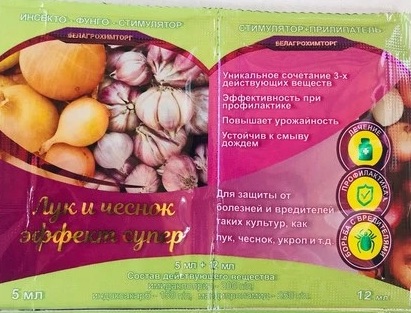 ИНСЕКТО - ФУНГО - СТИМУЛЯТОР
БЕЛАГРОХИМТОРГ
Лук и чеснок
эффект супер
СТИМУЛЯТОР+ПРИЛИПАТЕЛЬ
БЕЛАГРОХИМТОРГ
Уникальное сочетание 3-х
действующих веществ
Эффективность при
профилактике
Повышает урожайность
Устойчив к смыву
дождем
ЛЕЧЕНИЕ
ПРОФИЛАКТИКА
БОРЬБА С ВРЕДИТЕЛЯМИ
Для защиты от
болезней и вредителей
таких культур, как
лук, чеснок, укроп и т.д.
5 мл + 12 мл
Состав действующего вещества:
5 мл
12 мл